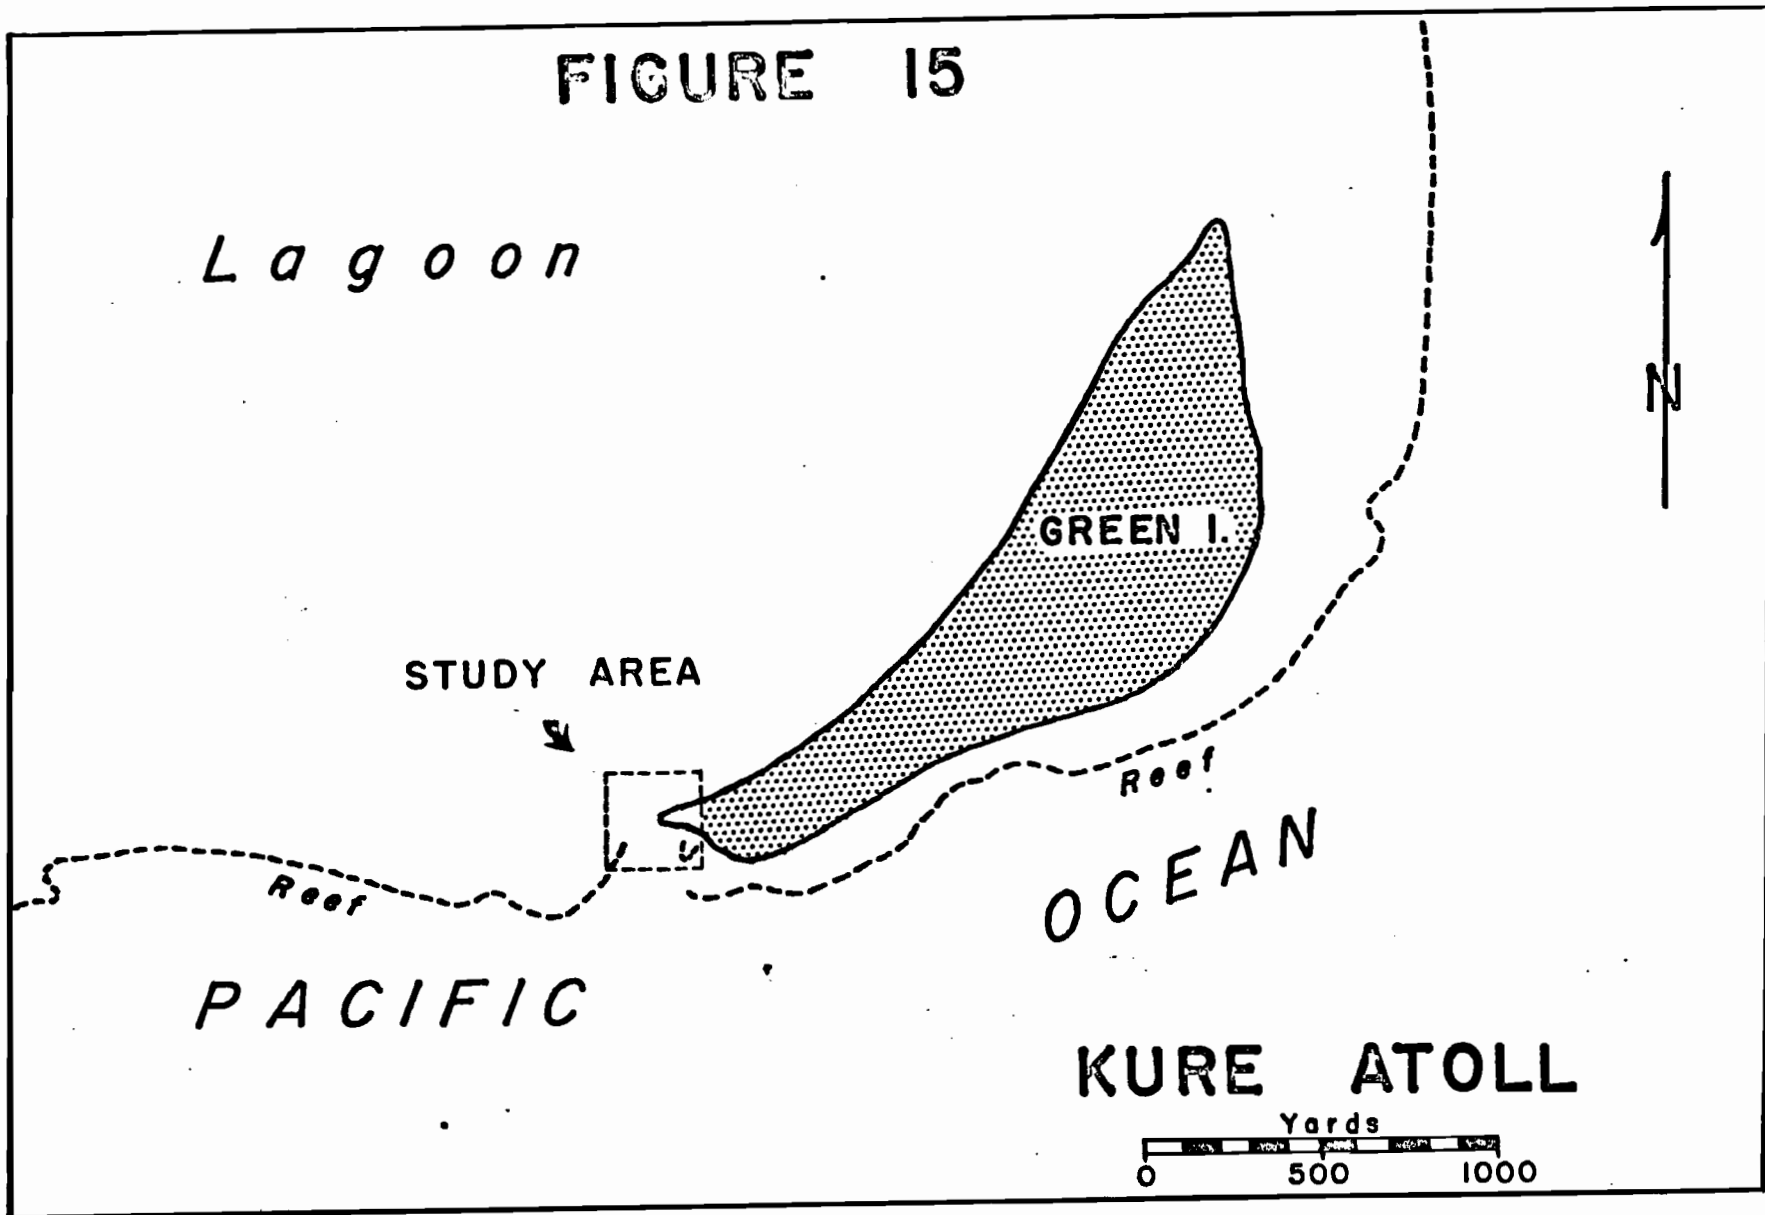 FIGURE 15
Lagoon
N
GREEN I.
STUDY AREA
Reef
Reef
PACIFIC OCEAN
KURE ATOLL
Yards
0 500 1000